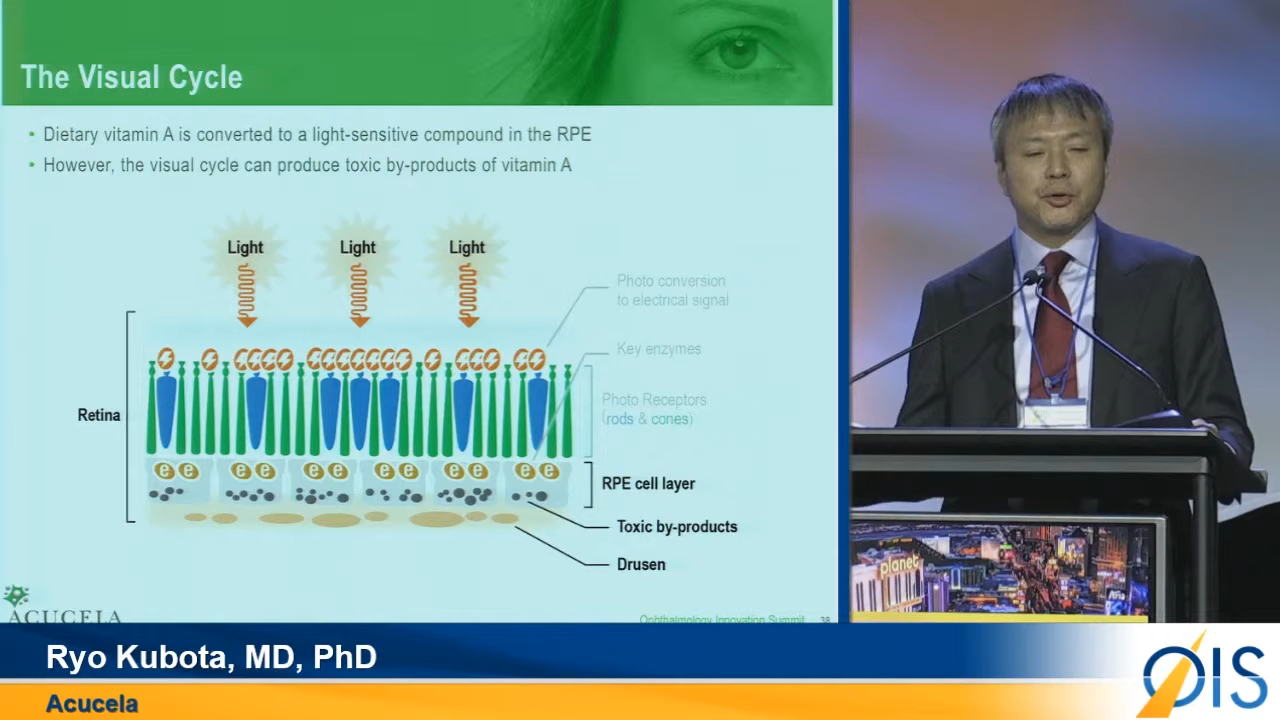 The Visual Cycle
• Dietary vitamin A is converted to a light-sensitive compound in the RPE
• However, the visual cycle can produce toxic by-products of vitamin A
Light
Light
Light
Photo conversion
to electrical signal
Key enzymes
Photo Receptors
(rods & cones)
Retina
e e e e e e e e e e e e
RPE cell layer
Toxic by-products
Drusen
ACUCELA
Ophthalmology Innovation Summit 38
planet
Ryo Kubota, MD, PhD
Acucela
OIS